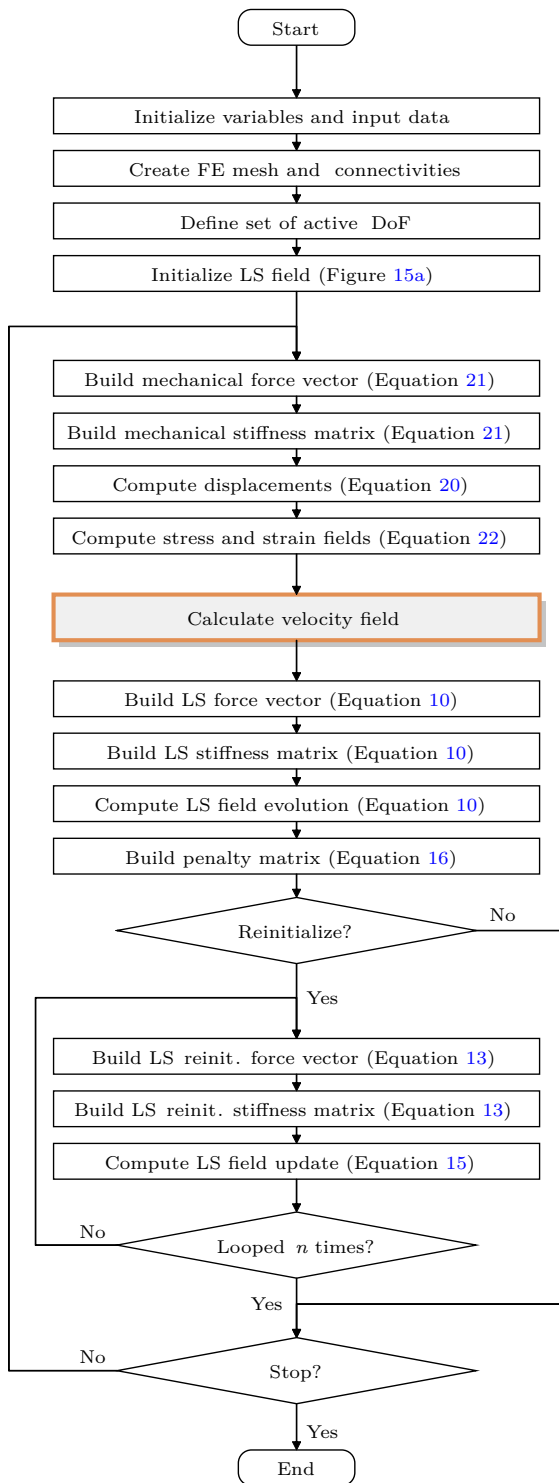 Start
Initialize variables and input data
Create FE mesh and connectivities
Define set of active DoF
Initialize LS field (Figure 15a)
Build mechanical force vector (Equation 21)
Build mechanical stiffness matrix (Equation 21)
Compute displacements (Equation 20)
Compute stress and strain fields (Equation 22)
Calculate velocity field
Build LS force vector (Equation 10)
Build LS stiffness matrix (Equation 10)
Compute LS field evolution (Equation 10)
Build penalty matrix (Equation 16)
Reinitialize?
No
Yes
Build LS reinit. force vector (Equation 13)
Build LS reinit. stiffness matrix (Equation 13)
Compute LS field update (Equation 15)
No
Looped n times?
Yes
No
Stop?
Yes
End